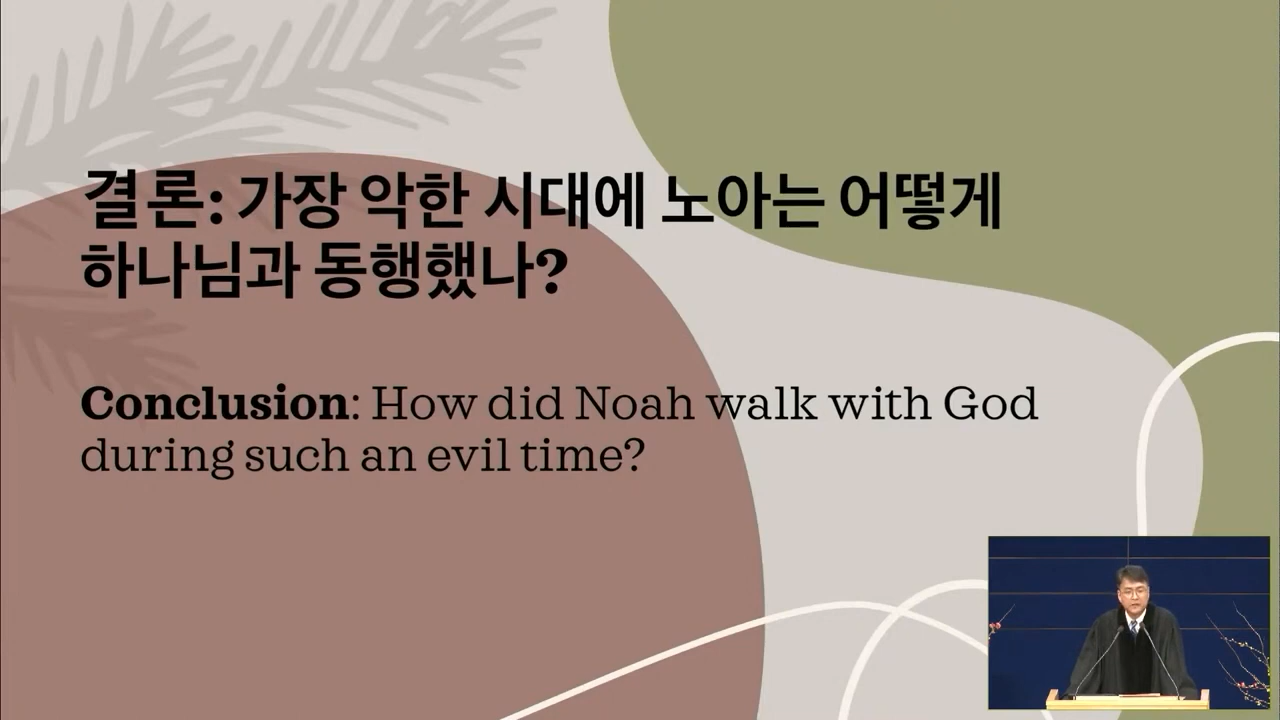 결론: 가장 악한 시대에 노아는 어떻게
하나님과 동행했나?
Conclusion: How did Noah walk with God
during such an evil time?